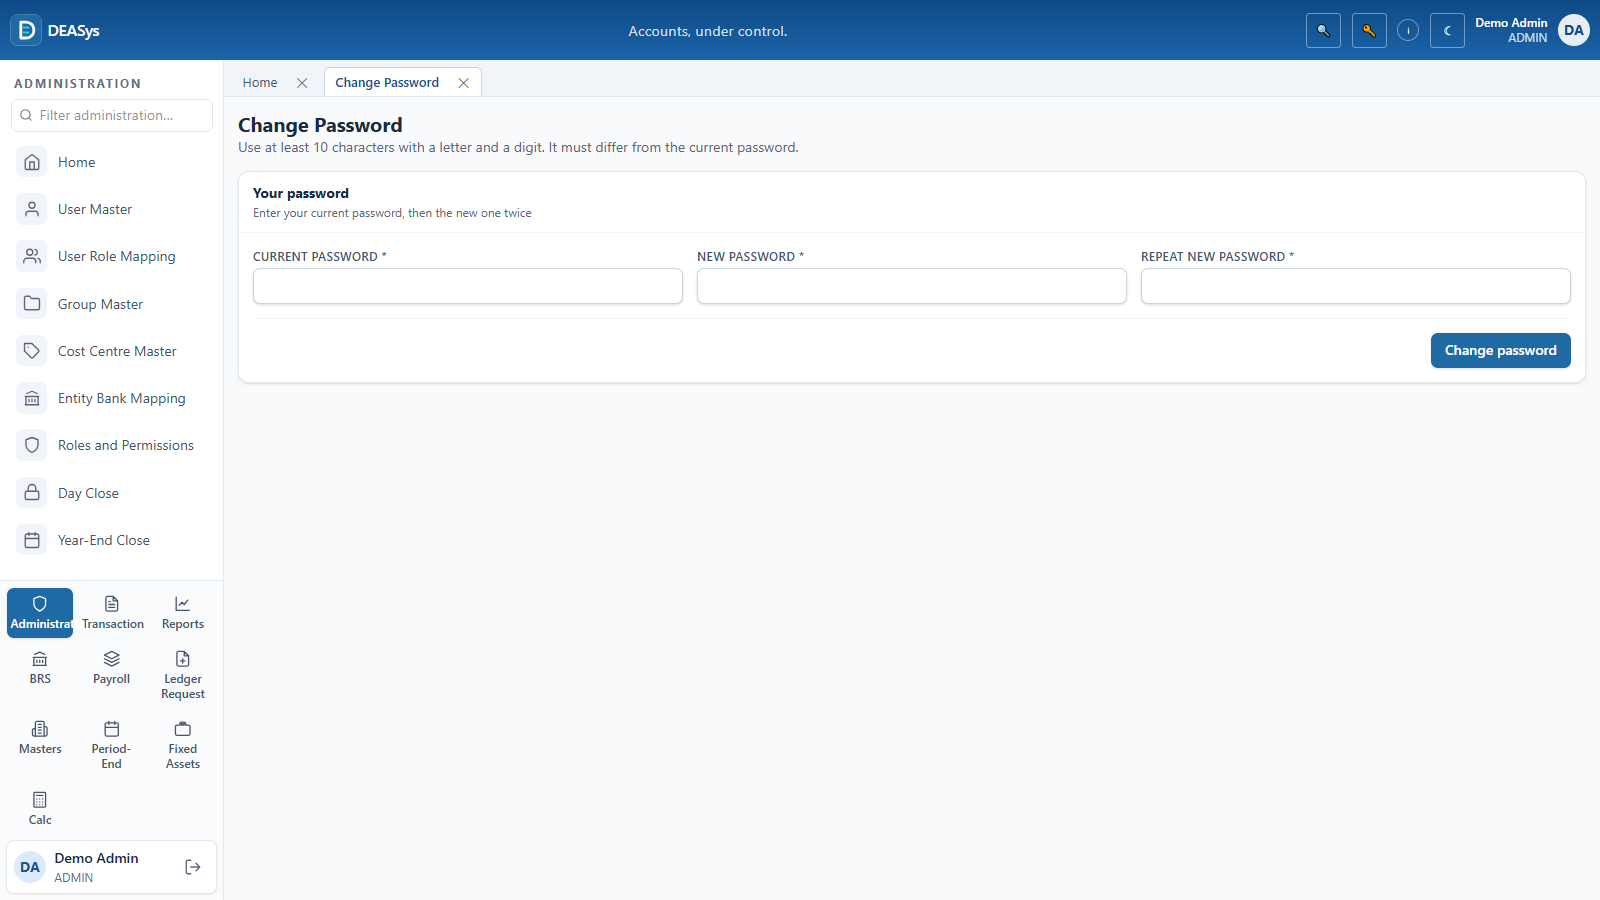 DEASys
Accounts, under control.
Demo Admin
ADMIN
DA
ADMINISTRATION
Filter administration...
Home
User Master
User Role Mapping
Group Master
Cost Centre Master
Entity Bank Mapping
Roles and Permissions
Day Close
Year-End Close
Administrat
Transaction
Reports
BRS
Payroll
Ledger
Request
Masters
Period-
End
Fixed
Assets
Calc
DA
Demo Admin
ADMIN
Home
Change Password
Change Password
Use at least 10 characters with a letter and a digit. It must differ from the current password.
Your password
Enter your current password, then the new one twice
CURRENT PASSWORD *
NEW PASSWORD *
REPEAT NEW PASSWORD *
Change password